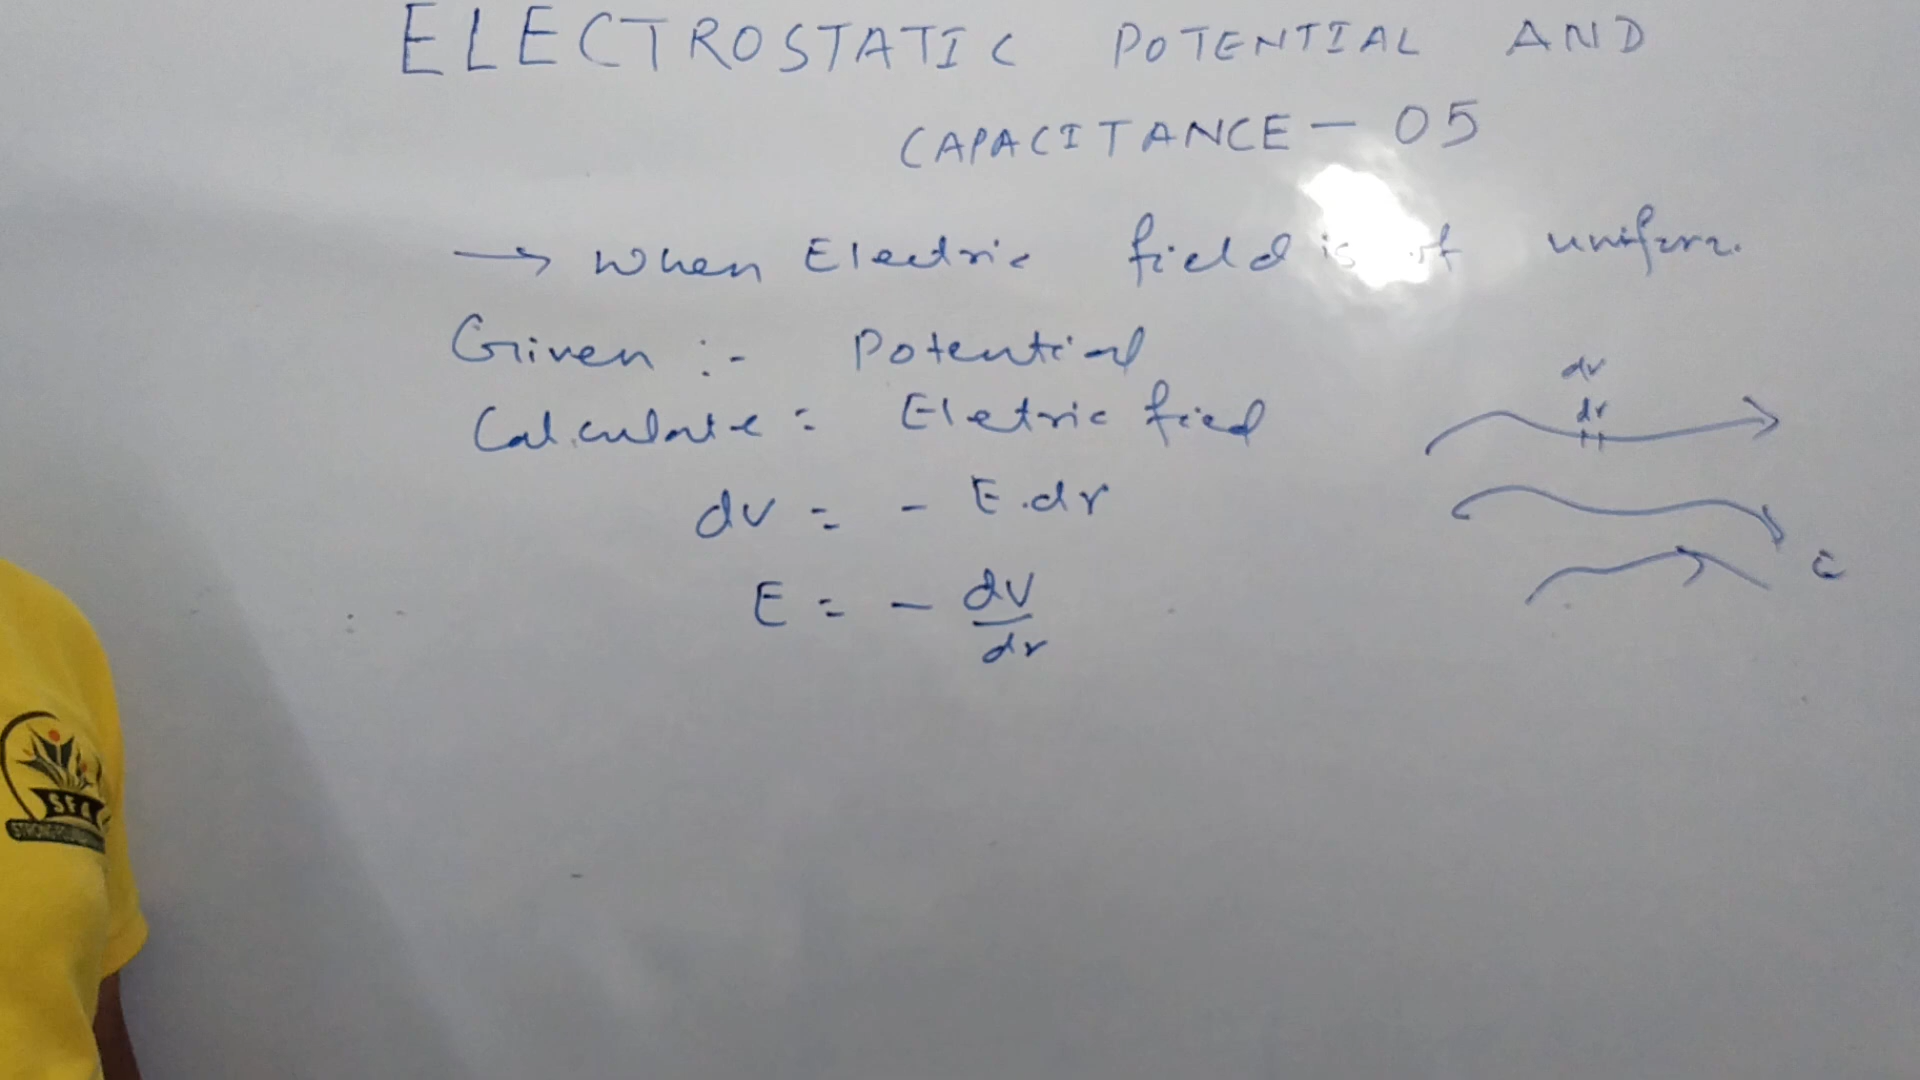 ELECTROSTATIC POTENTIAL AND
CAPACITANCE - 05
→ When Electric field is uniform.
Given :- Potential
Calculate = Eletric field
dv = - E.dr
E = - dV/dr
dv
dr
E
SFA